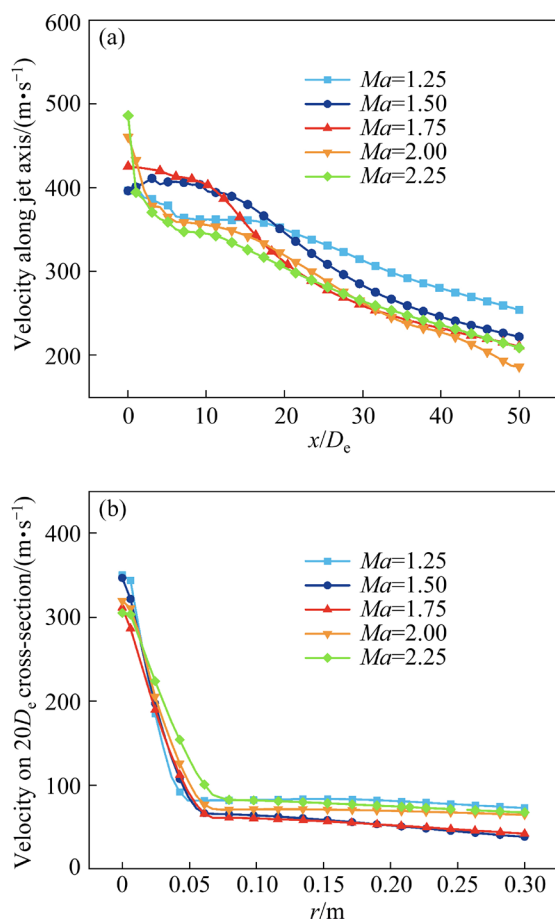 (a)
600
500
400
300
200
Velocity along jet axis/(m•s⁻¹)
Ma=1.25
Ma=1.50
Ma=1.75
Ma=2.00
Ma=2.25
0 10 20 30 40 50
x/Dₑ
(b)
400
300
200
100
0
Velocity on 20Dₑ cross-section/(m•s⁻¹)
Ma=1.25
Ma=1.50
Ma=1.75
Ma=2.00
Ma=2.25
0 0.05 0.10 0.15 0.20 0.25 0.30
r/m